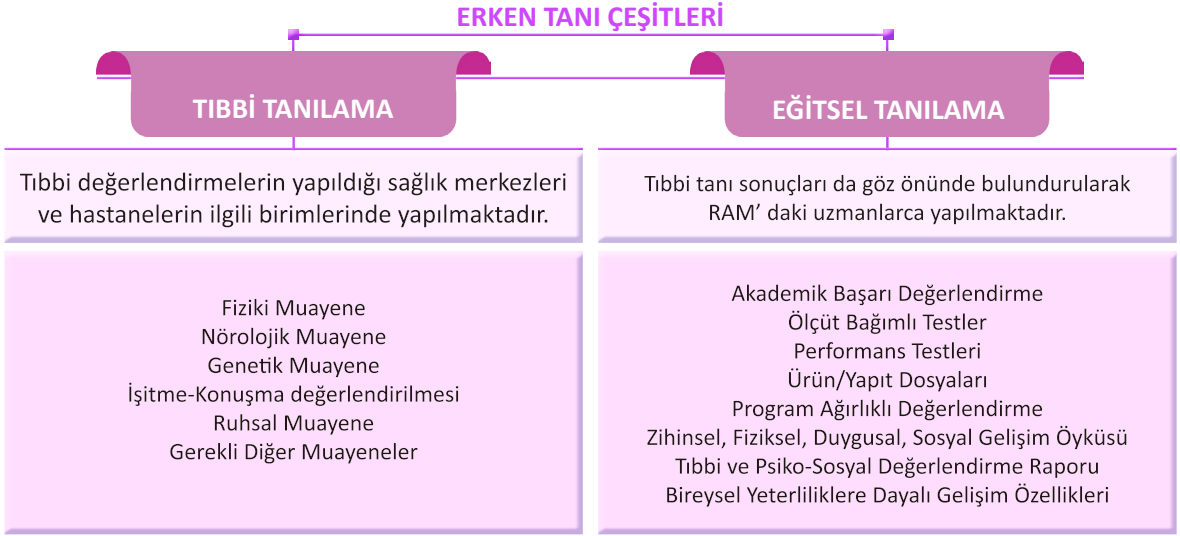 ERKEN TANI ÇEŞİTLERİ
TIBBİ TANILAMA
Tıbbi değerlendirmelerin yapıldığı sağlık merkezleri
ve hastanelerin ilgili birimlerinde yapılmaktadır.
Fiziki Muayene
Nörolojik Muayene
Genetik Muayene
İşitme-Konuşma değerlendirilmesi
Ruhsal Muayene
Gerekli Diğer Muayeneler
EĞİTSEL TANILAMA
Tıbbi tanı sonuçları da göz önünde bulundurularak
RAM’ daki uzmanlarca yapılmaktadır.
Akademik Başarı Değerlendirme
Ölçüt Bağımlı Testler
Performans Testleri
Ürün/Yapıt Dosyaları
Program Ağırlıklı Değerlendirme
Zihinsel, Fiziksel, Duygusal, Sosyal Gelişim Öyküsü
Tıbbi ve Psiko-Sosyal Değerlendirme Raporu
Bireysel Yeterliliklere Dayalı Gelişim Özellikleri